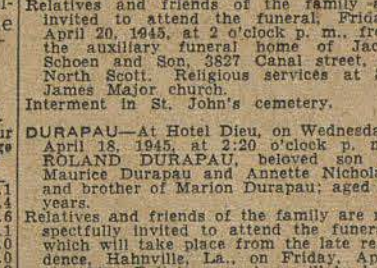 Relatives and friends of the family
invited to attend the funeral,
April 20, 1945, at 2 o'clock p. m.,
the auxiliary funeral home of
Schoen and Son, 3827 Canal street,
North Scott. Religious services at
James Major church.
Interment in St. John's cemetery.
DURAPAU—At Hotel Dieu, on Wednesda
April 18, 1945, at 2:20 o'clock p.
ROLAND DURAPAU, beloved son
Maurice Durapau and Annette Nichola
and brother of Marion Durapau; aged
years.
Relatives and friends of the family are
spectfully invited to attend the funer
which will take place from the late re
dence, Hahnville, La., on Friday, Ap